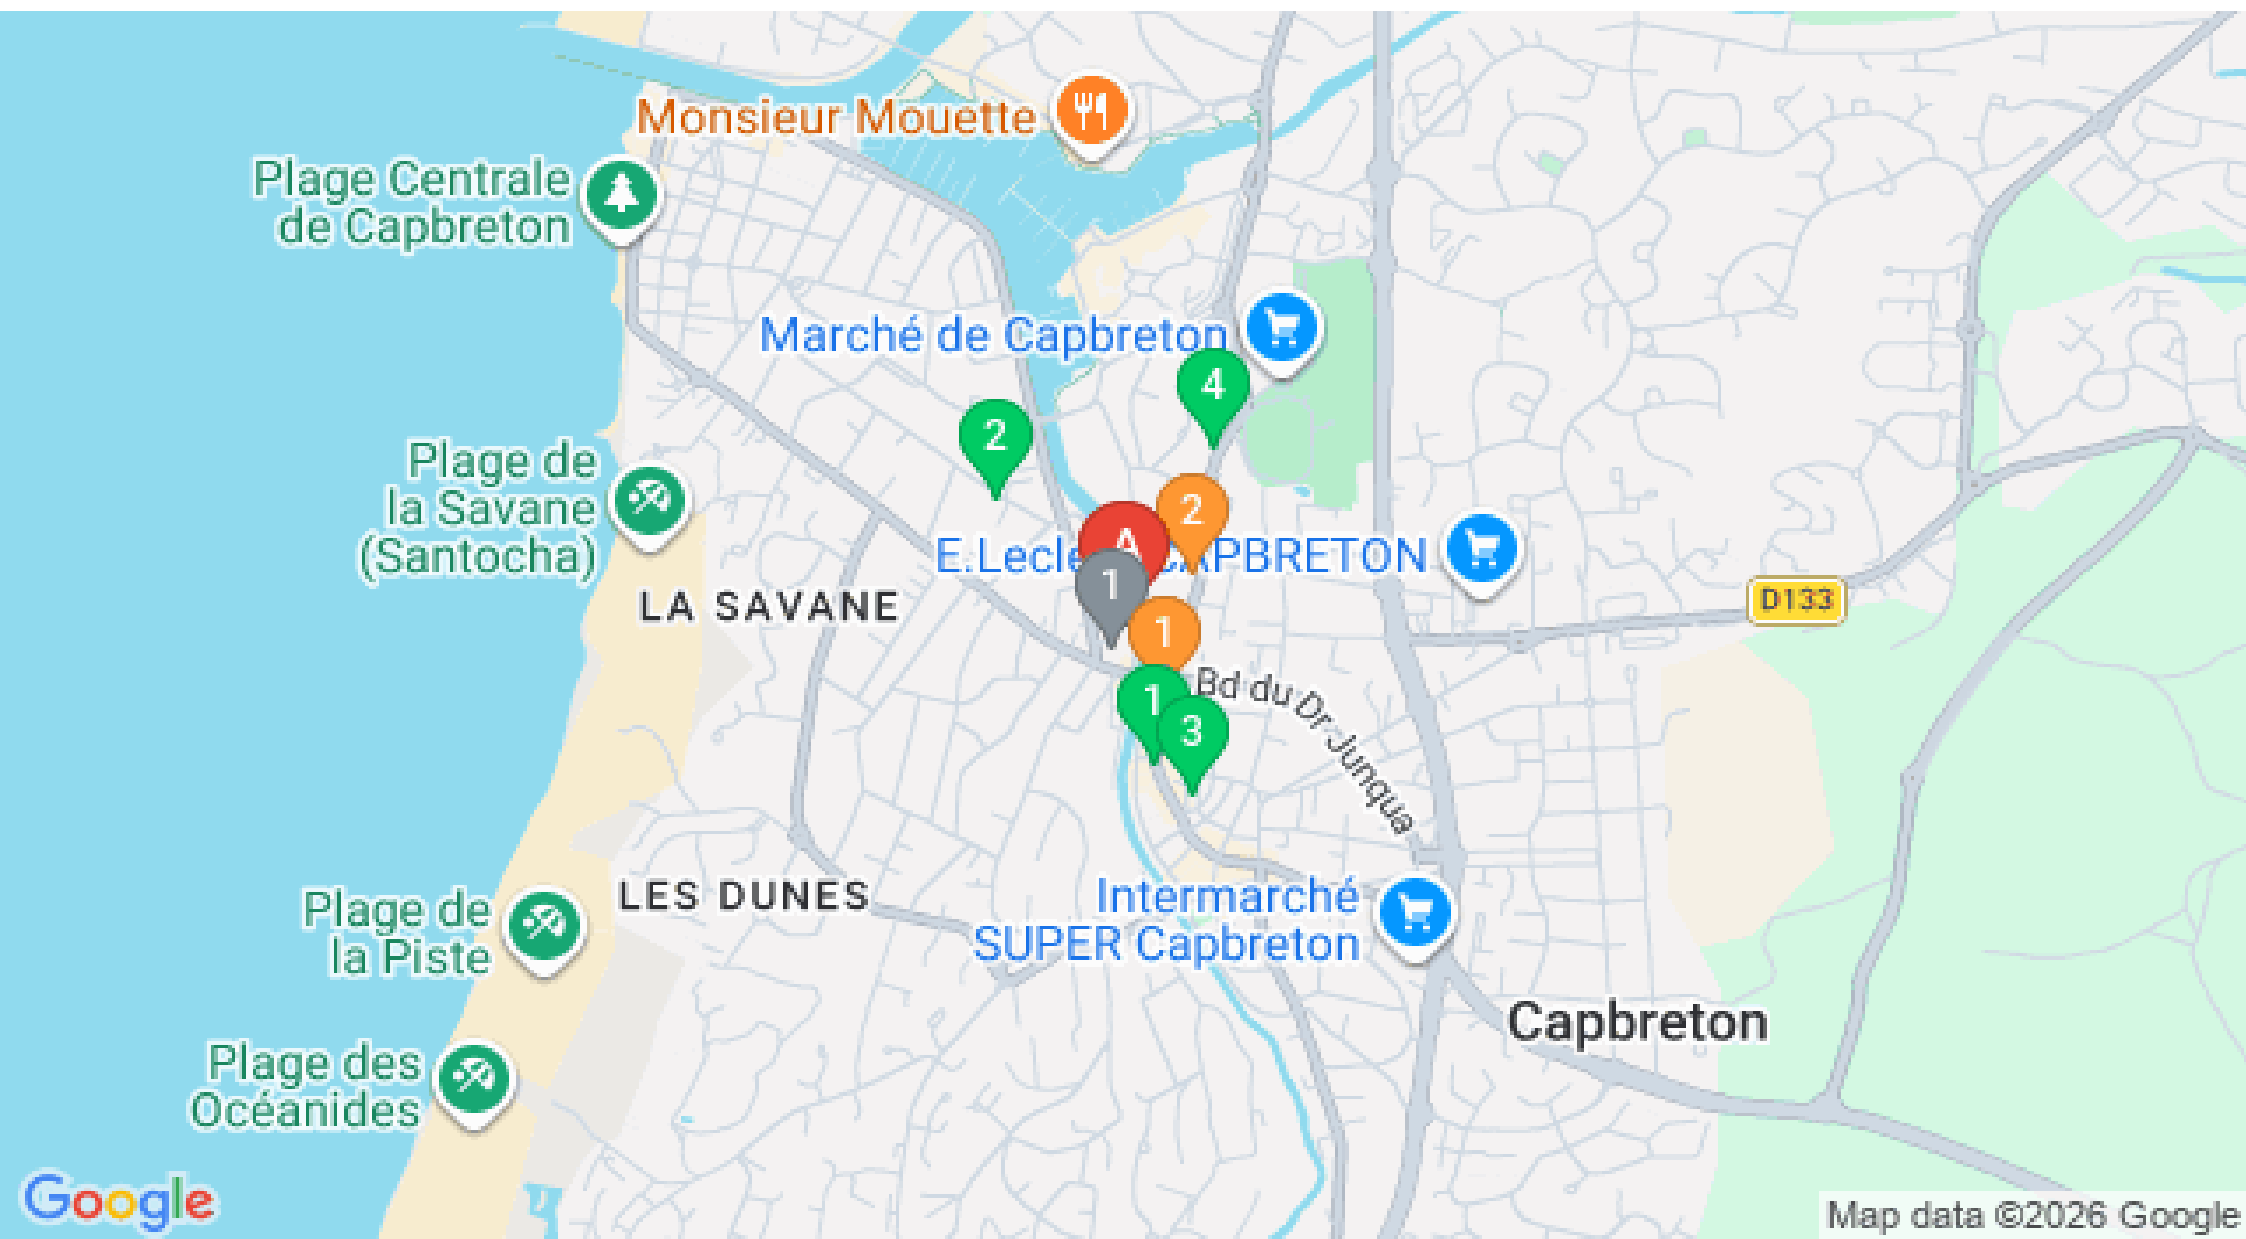 Monsieur Mouette
Plage Centrale
de Capbreton
Marché de Capbreton
4
2
Plage de
la Savane
(Santocha)
2
A
E.Lecle APBRETON
1
D133
LA SAVANE
1
Bd du Dr Junqua
1
3
Plage de
la Piste
LES DUNES
Intermarché
SUPER Capbreton
Capbreton
Plage des
Océanides
Google
Map data ©2026 Google